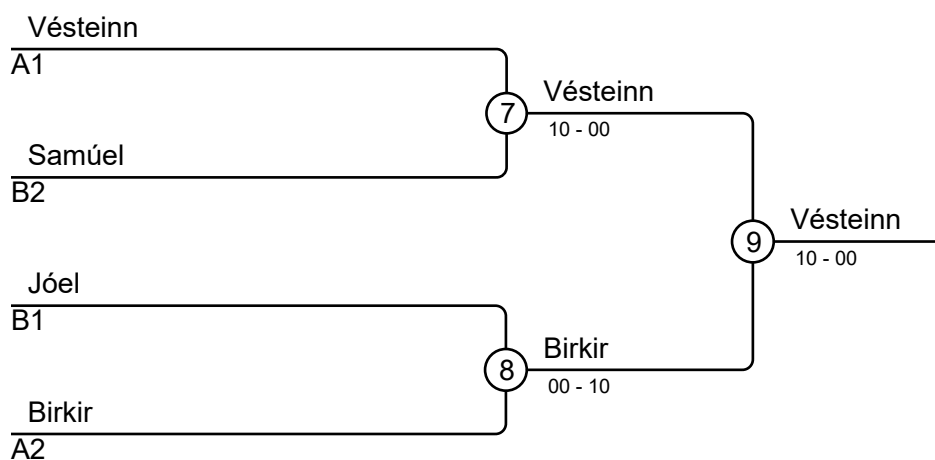 Vésteinn
A1
7
Vésteinn
10 - 00
Samúel
B2
9
Vésteinn
10 - 00
Jóel
B1
8
Birkir
00 - 10
Birkir
A2